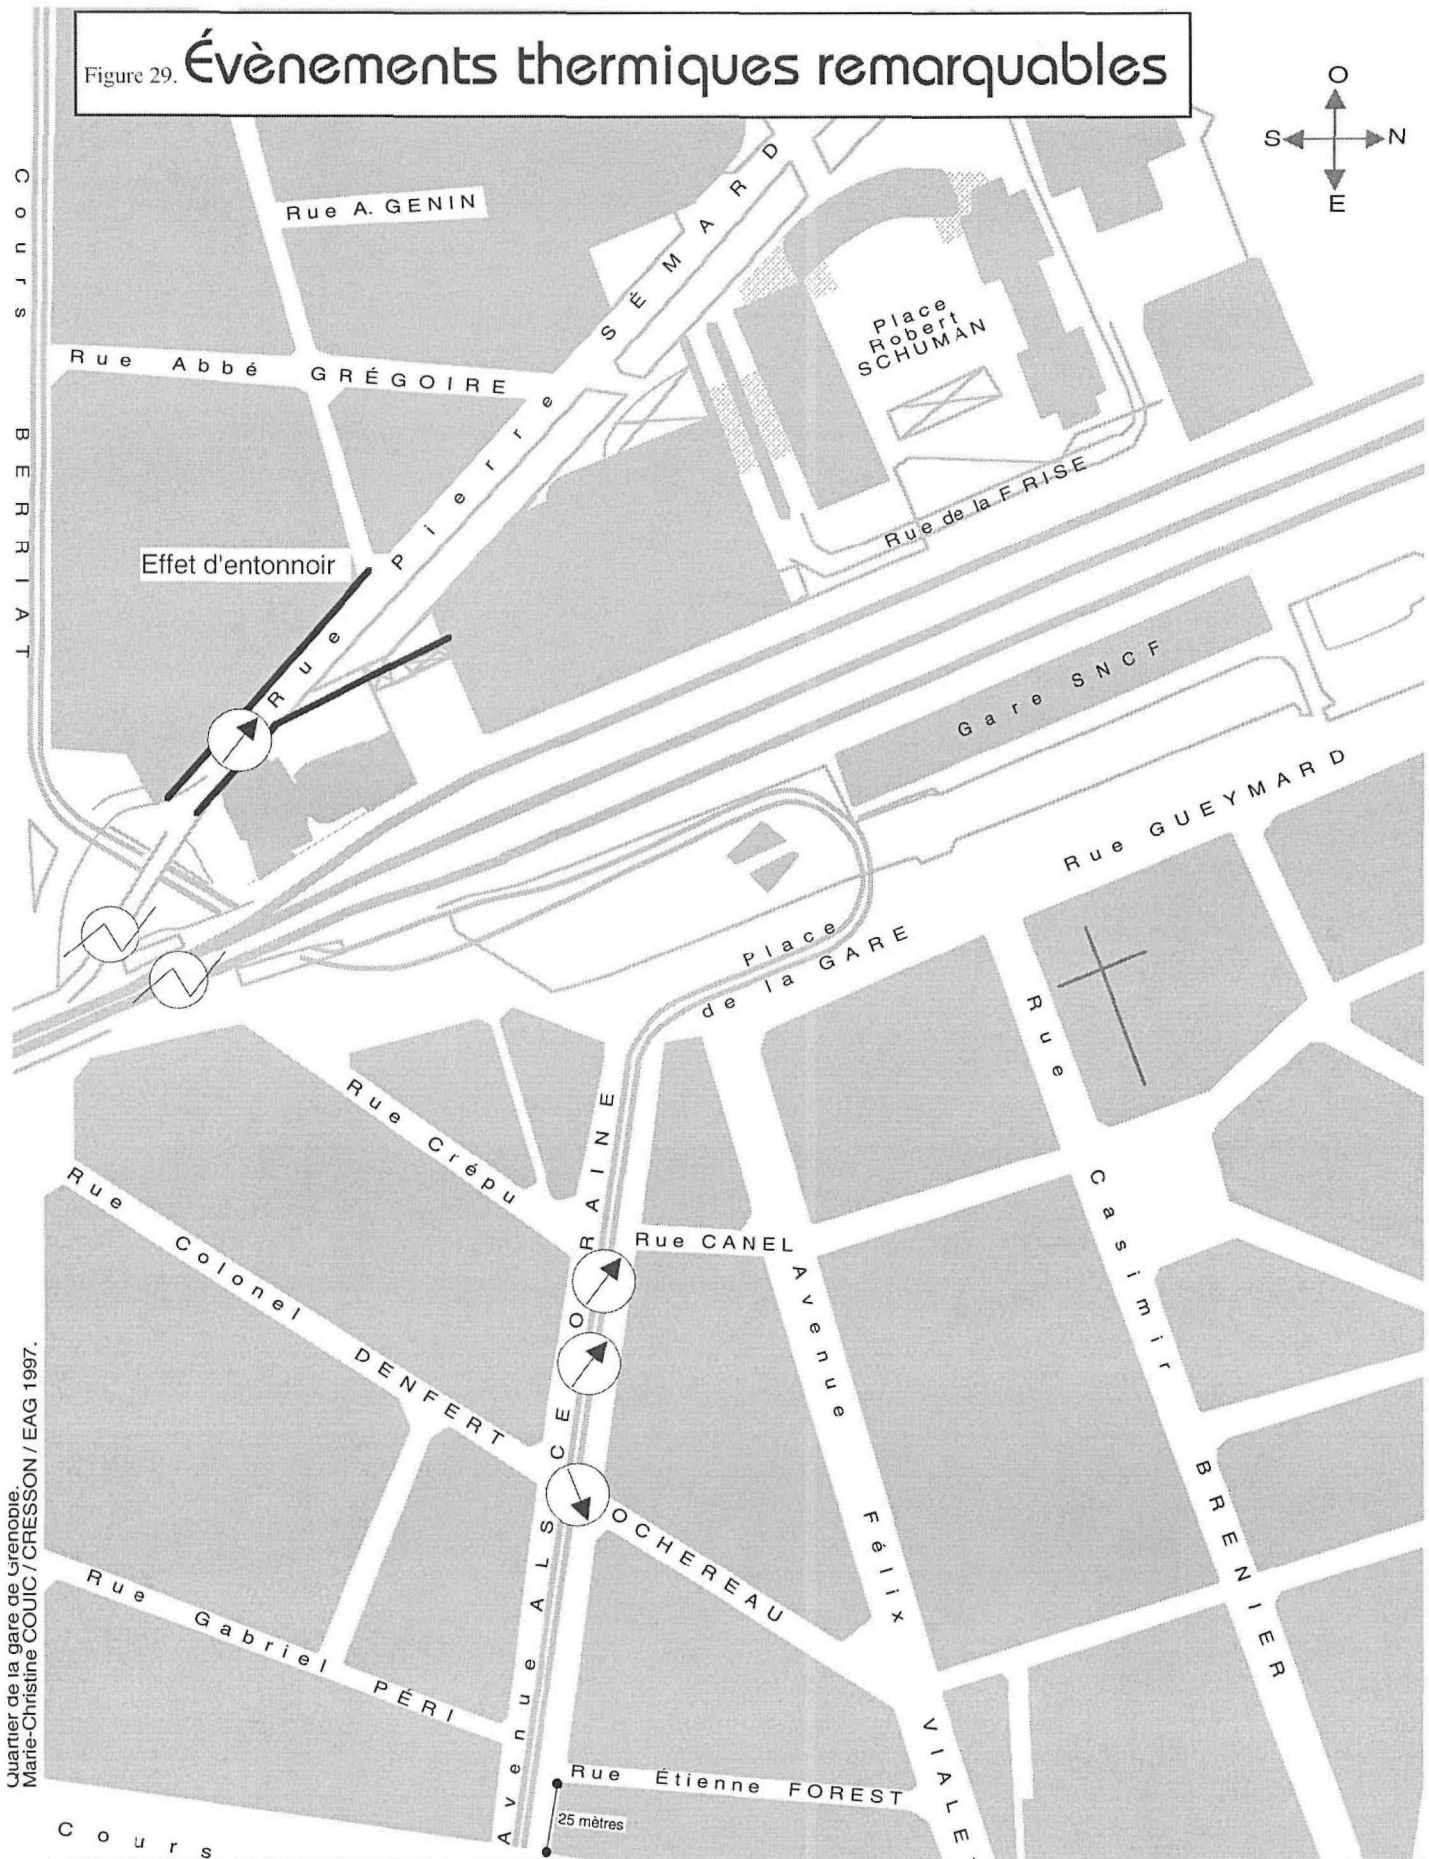 Figure 29. Évènements thermiques remarquables
O
S N
E
Cours BERRIAT
Rue A. GENIN
Rue Abbé GRÉGOIRE
Rue Pierre SÉMARD
Place
Robert
SCHUMAN
Rue de la FRISE
Effet d'entonnoir
Gare SNCF
Rue GUEYMARD
Place
de la GARE
Rue Casimir BRENIER
Rue Crépu
Rue CANEL
Rue Colonel DENFERT
OCHEREAU
Avenue ALSACE LORRAINE
Avenue Félix VIALE
Rue Gabriel PÉRI
Rue Étienne FOREST
25 mètres
Cours
Quartier de la gare de Grenoble.
Marie-Christine COUIC / CRESSON / EAG 1997.